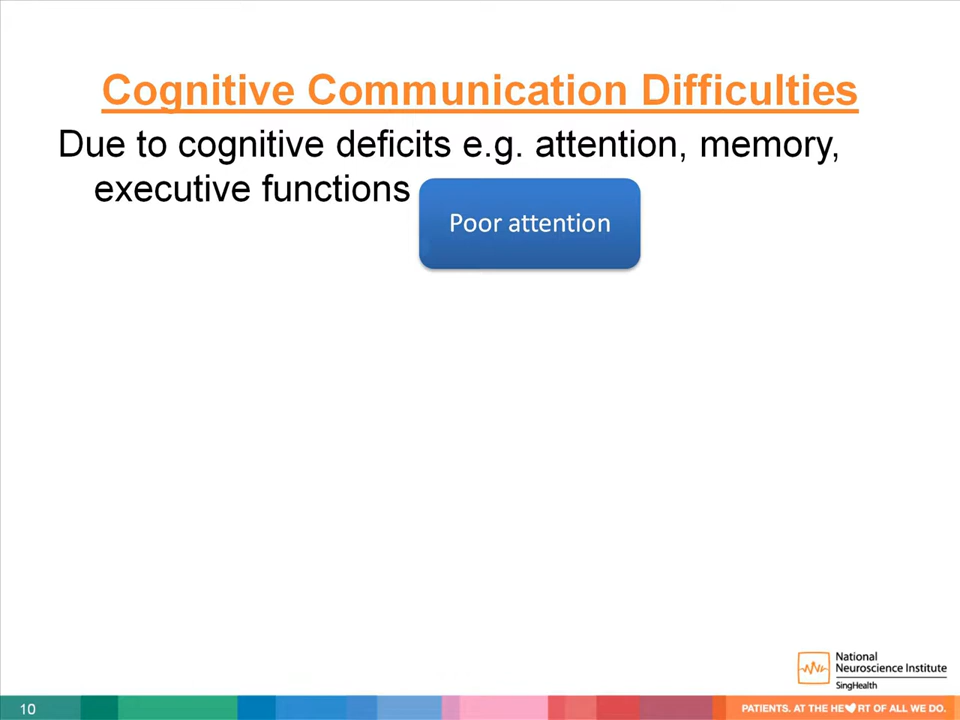 Cognitive Communication Difficulties
Due to cognitive deficits e.g. attention, memory,
executive functions
Poor attention
National
Neuroscience Institute
SingHealth
10
PATIENTS. AT THE HE♥RT OF ALL WE DO.